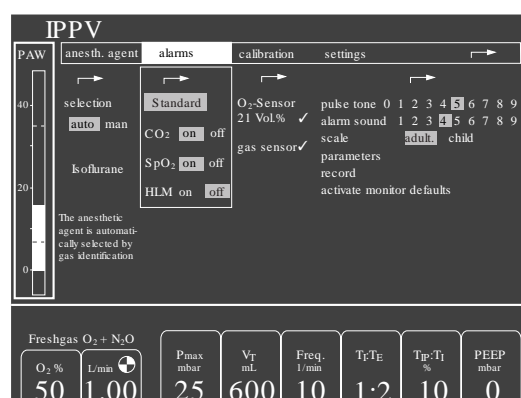 IPPV
PAW
anesth. agent alarms calibration settings
selection
auto man
Isoflurane
The anesthetic
agent is automati-
cally selected by
gas identification
Standard
CO2 on off
SpO2 on off
HLM on off
O2-Sensor
21 Vol.% ✓
gas sensor✓
pulse tone 0 1 2 3 4 5 6 7 8 9
alarm sound 1 2 3 4 5 6 7 8 9
scale adult. child
parameters
record
activate monitor defaults
40
20
0
Freshgas O2 + N2O
O2 % L/min
50 1.00
Pmax VT Freq. TI:TE TIP:TI PEEP
mbar mL 1/min % mbar
25 600 10 1:2 10 0